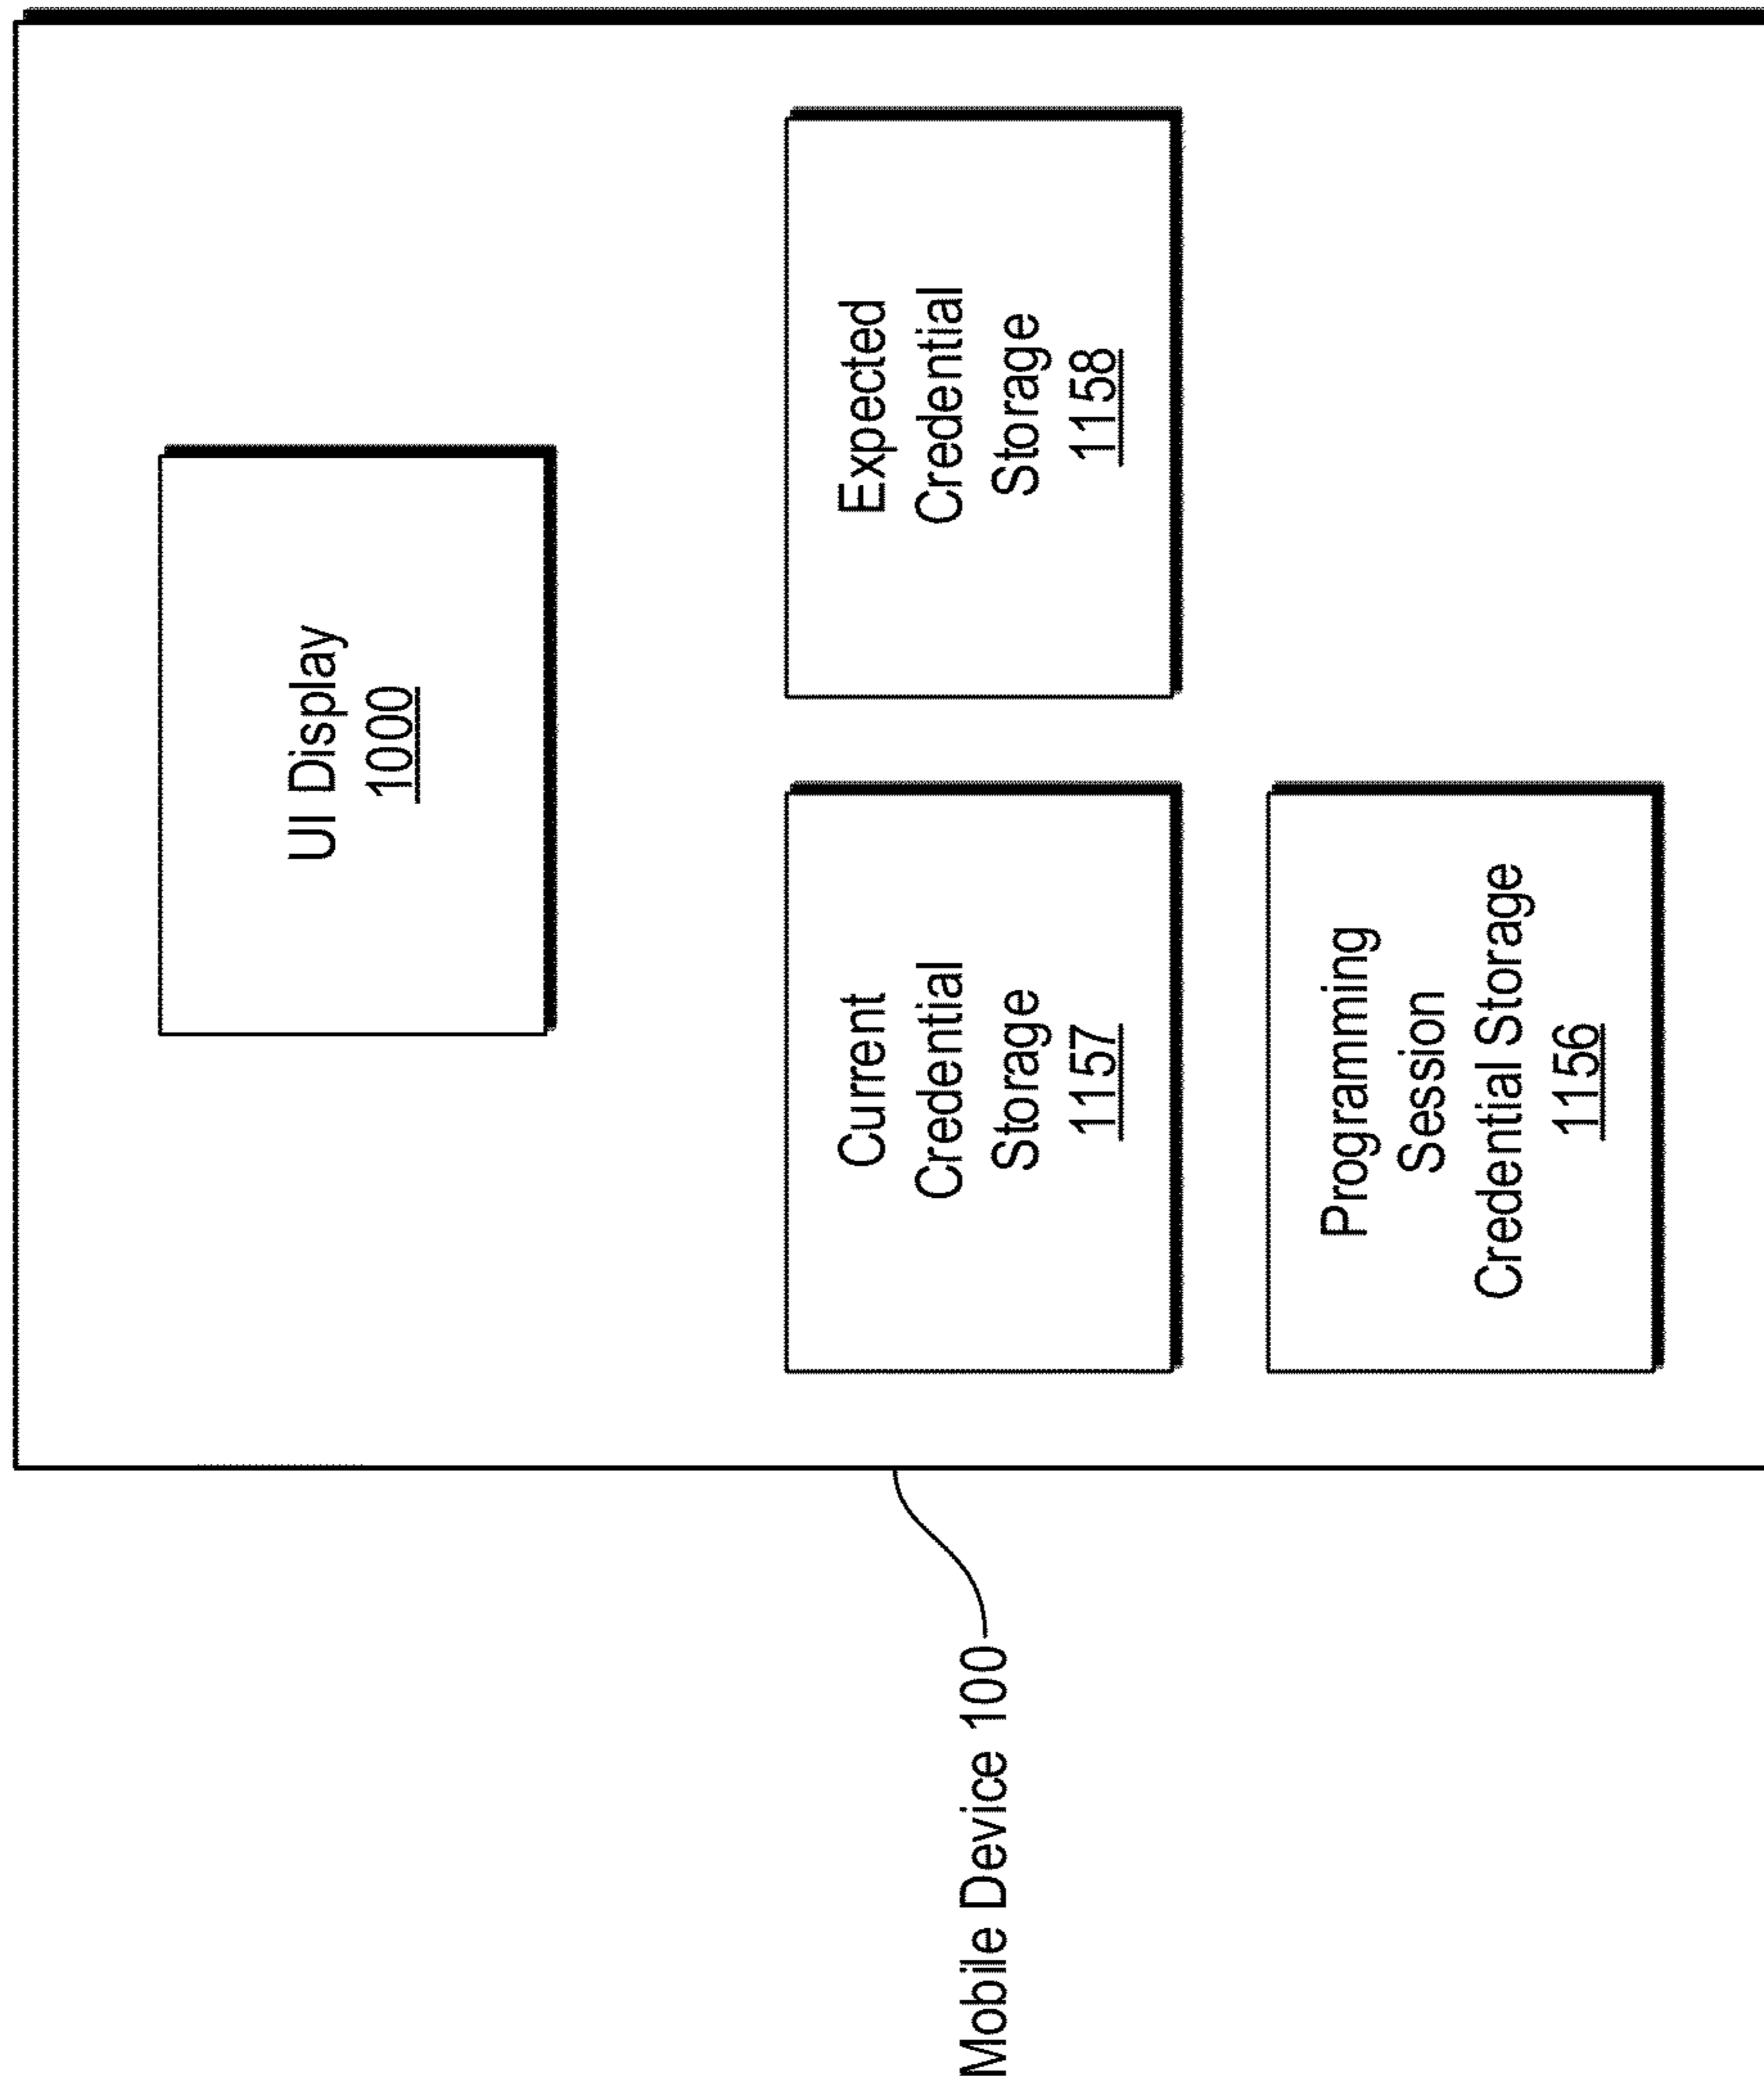 UI Display
1000
Current
Credential
Storage
1157
Expected
Credential
Storage
1158
Programming
Session
Credential Storage
1156
Mobile Device 100